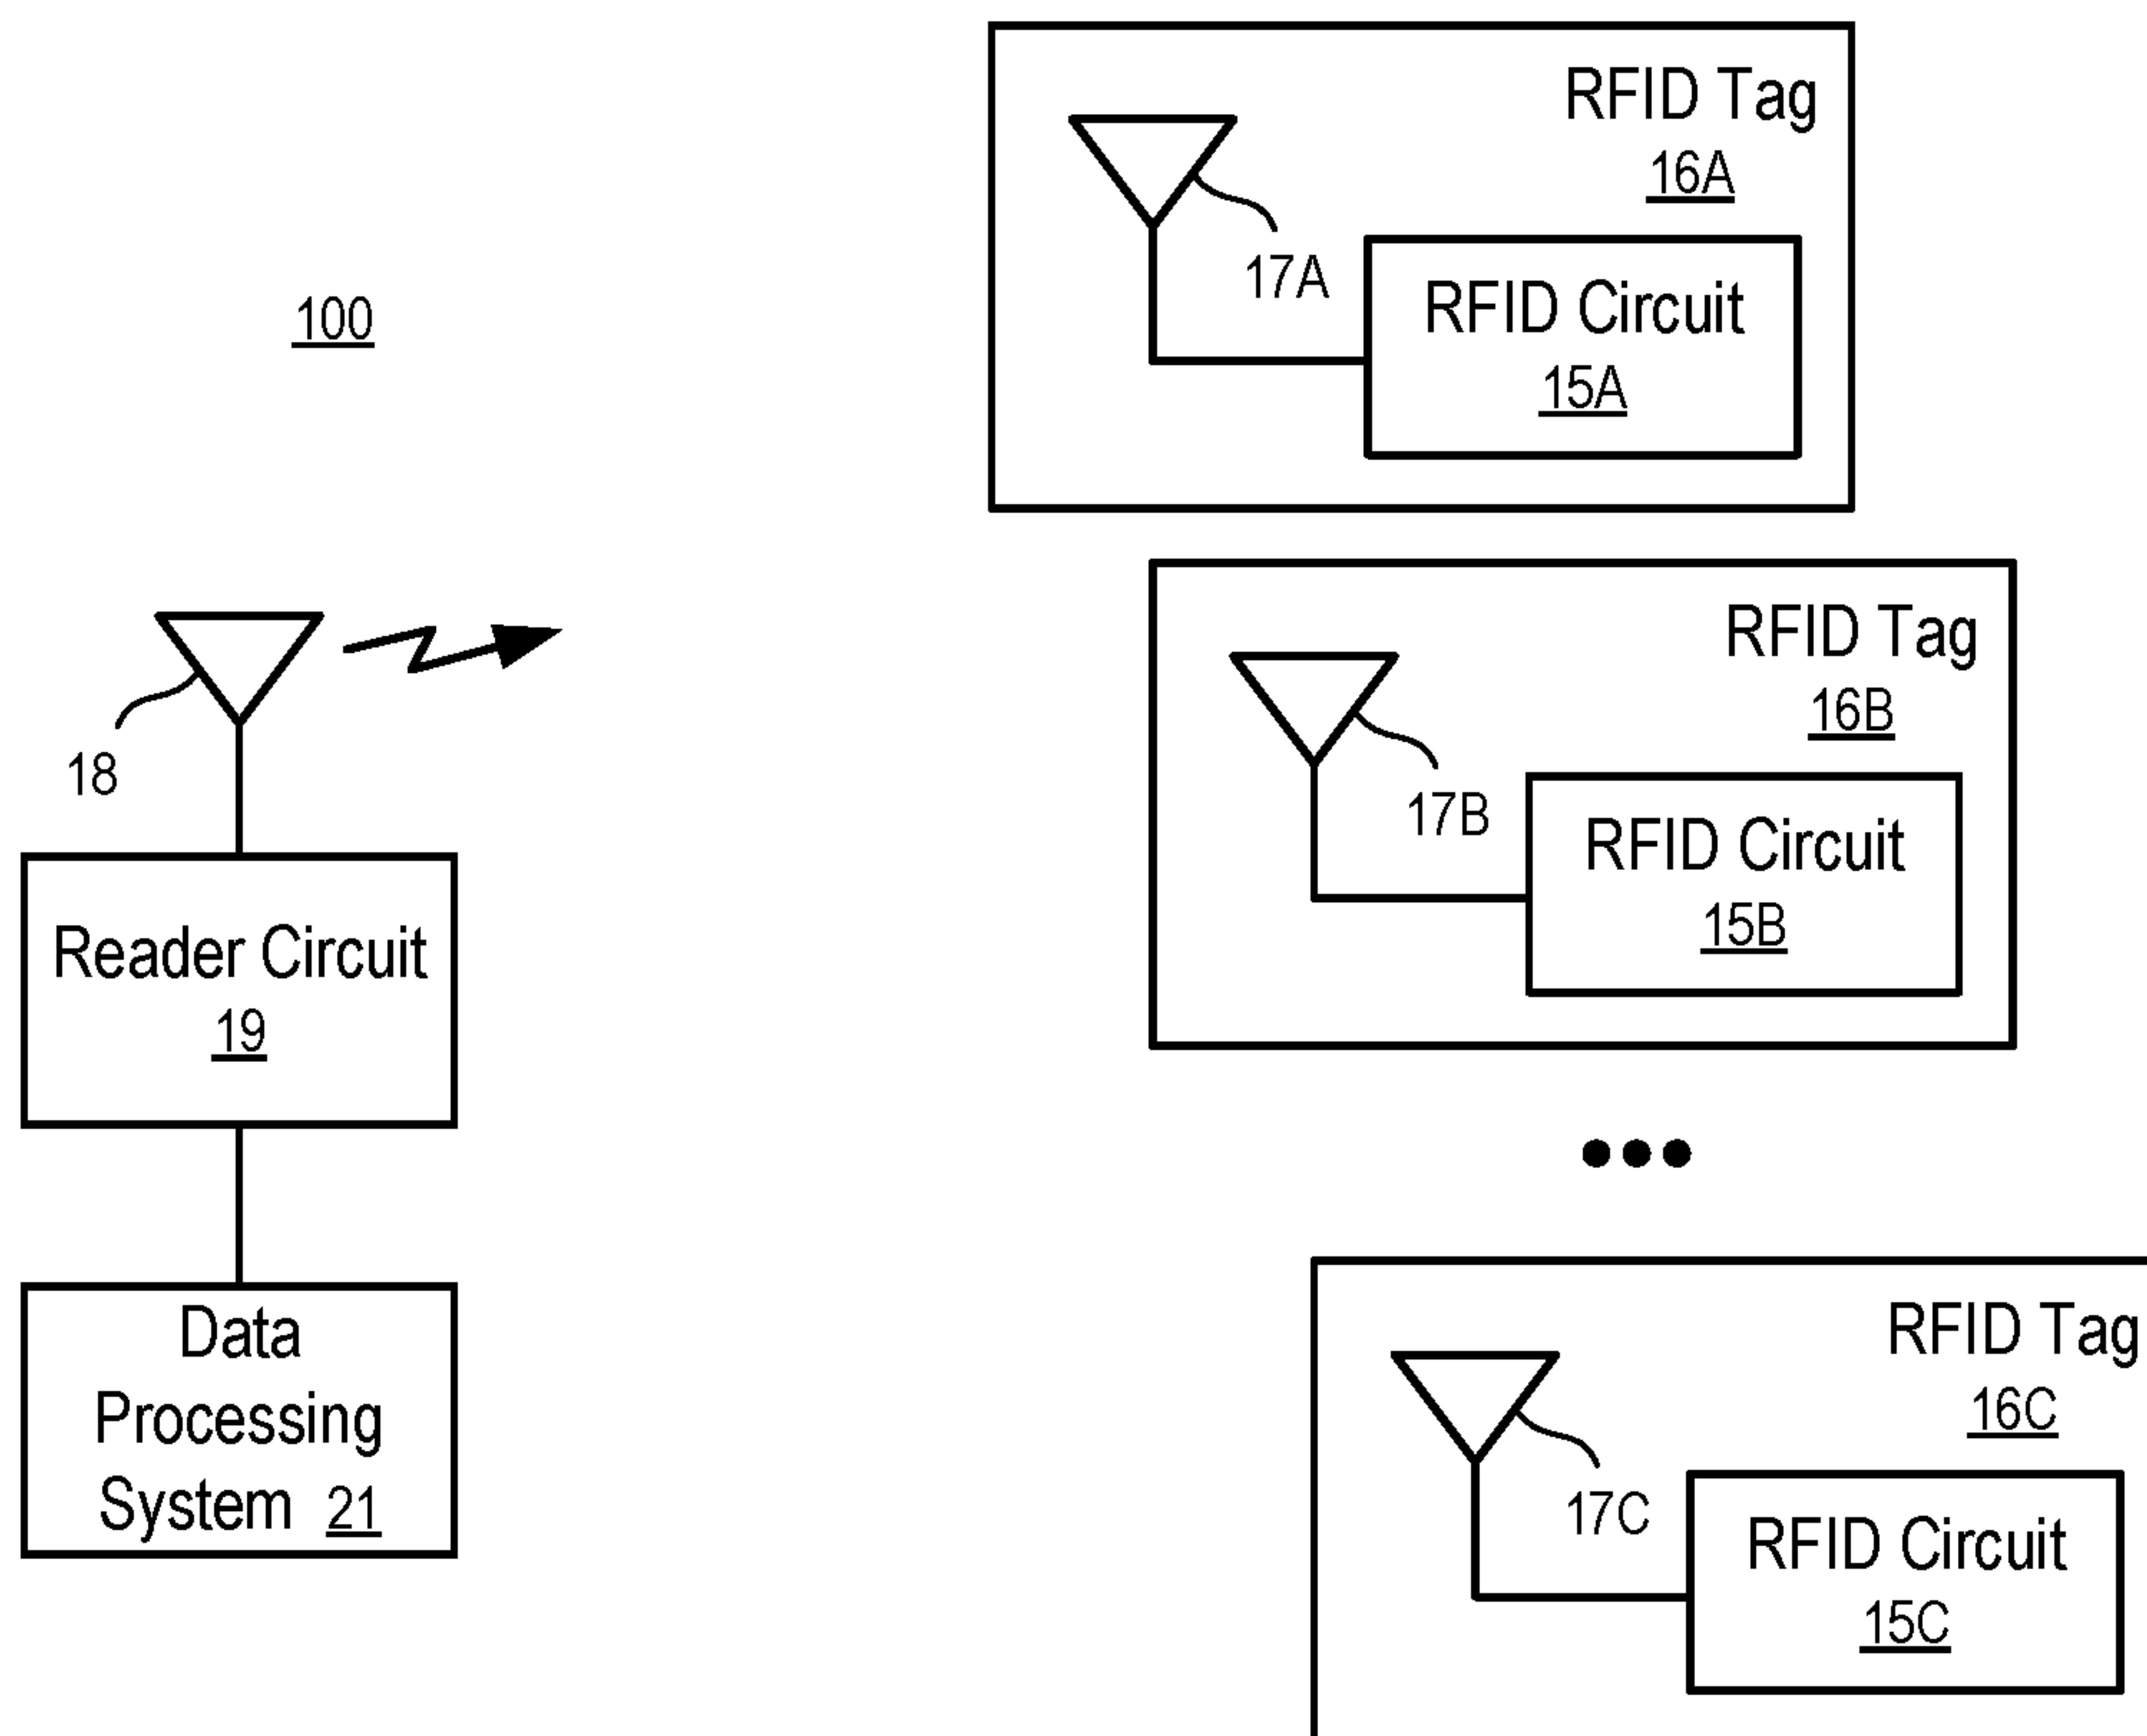 100
18
Reader Circuit
19
Data
Processing
System 21
RFID Tag
16A
17A
RFID Circuit
15A
RFID Tag
16B
17B
RFID Circuit
15B
RFID Tag
16C
17C
RFID Circuit
15C